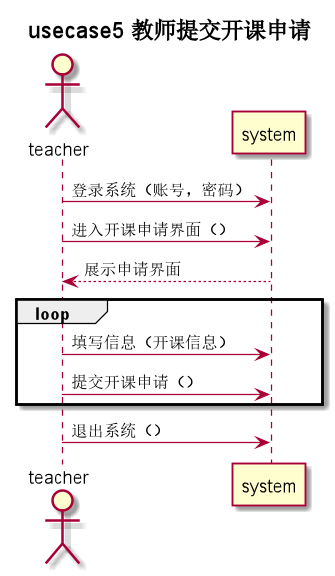 usecase5 教师提交开课申请
teacher
system
登录系统（账号，密码）
进入开课申请界面（）
展示申请界面
loop
填写信息（开课信息）
提交开课申请（）
退出系统（）
teacher
system